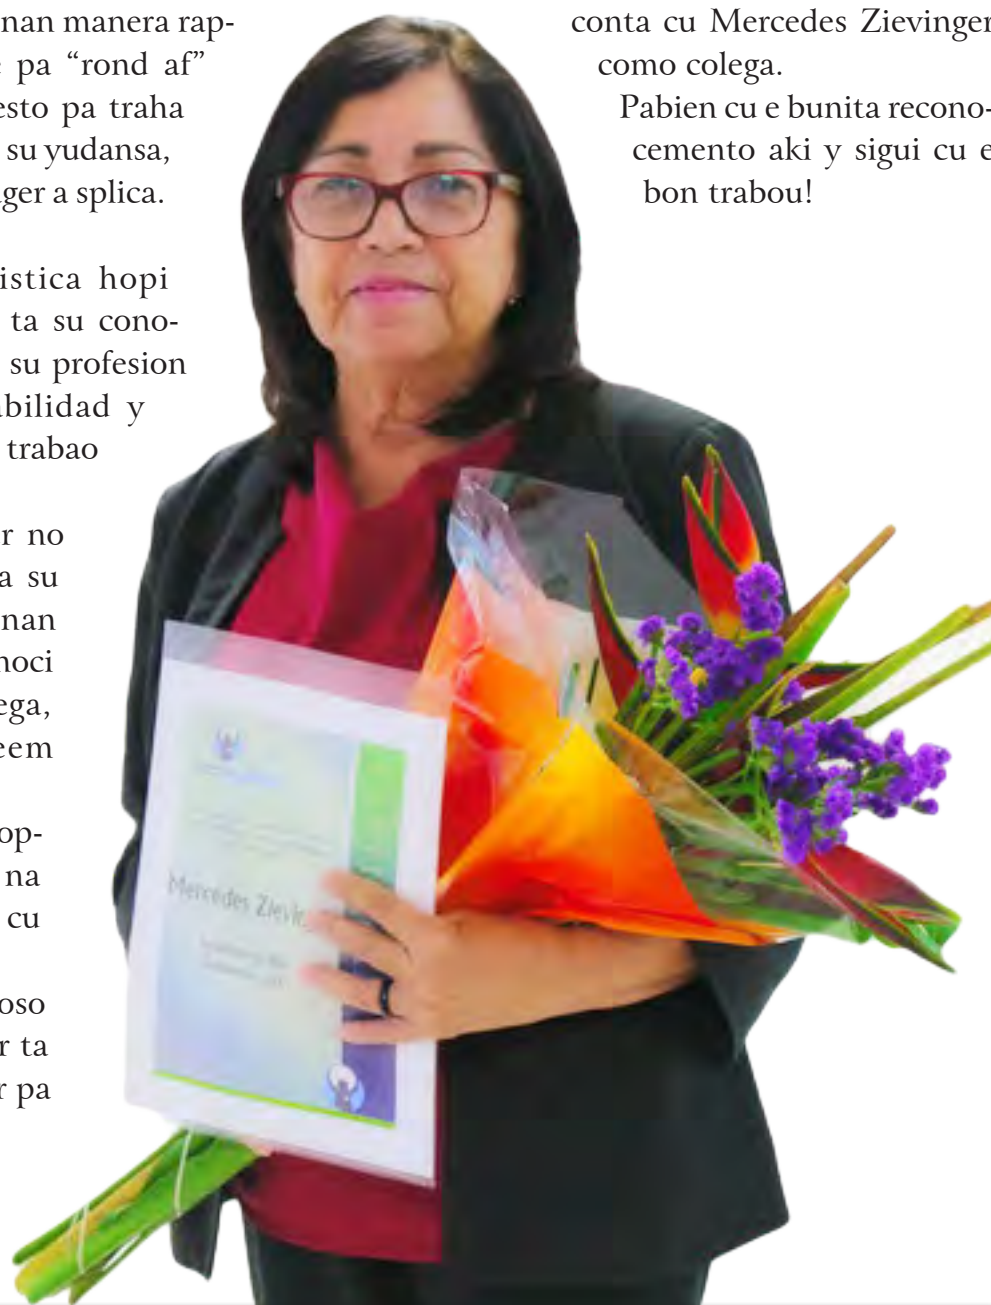 nan manera rap-
pa “rond af”
esto pa traha
su yudansa,
ger a splica.
istica hopi
ta su cono-
su profesion
abilidad y
trabao
r no
a su
nan
noci
ega,
eem
op-
na
cu
oso
r ta
r pa
conta cu Mercedes Zievinger
como colega.
Pabien cu e bunita recono-
cemento aki y sigui cu e
bon trabou!
Mercedes